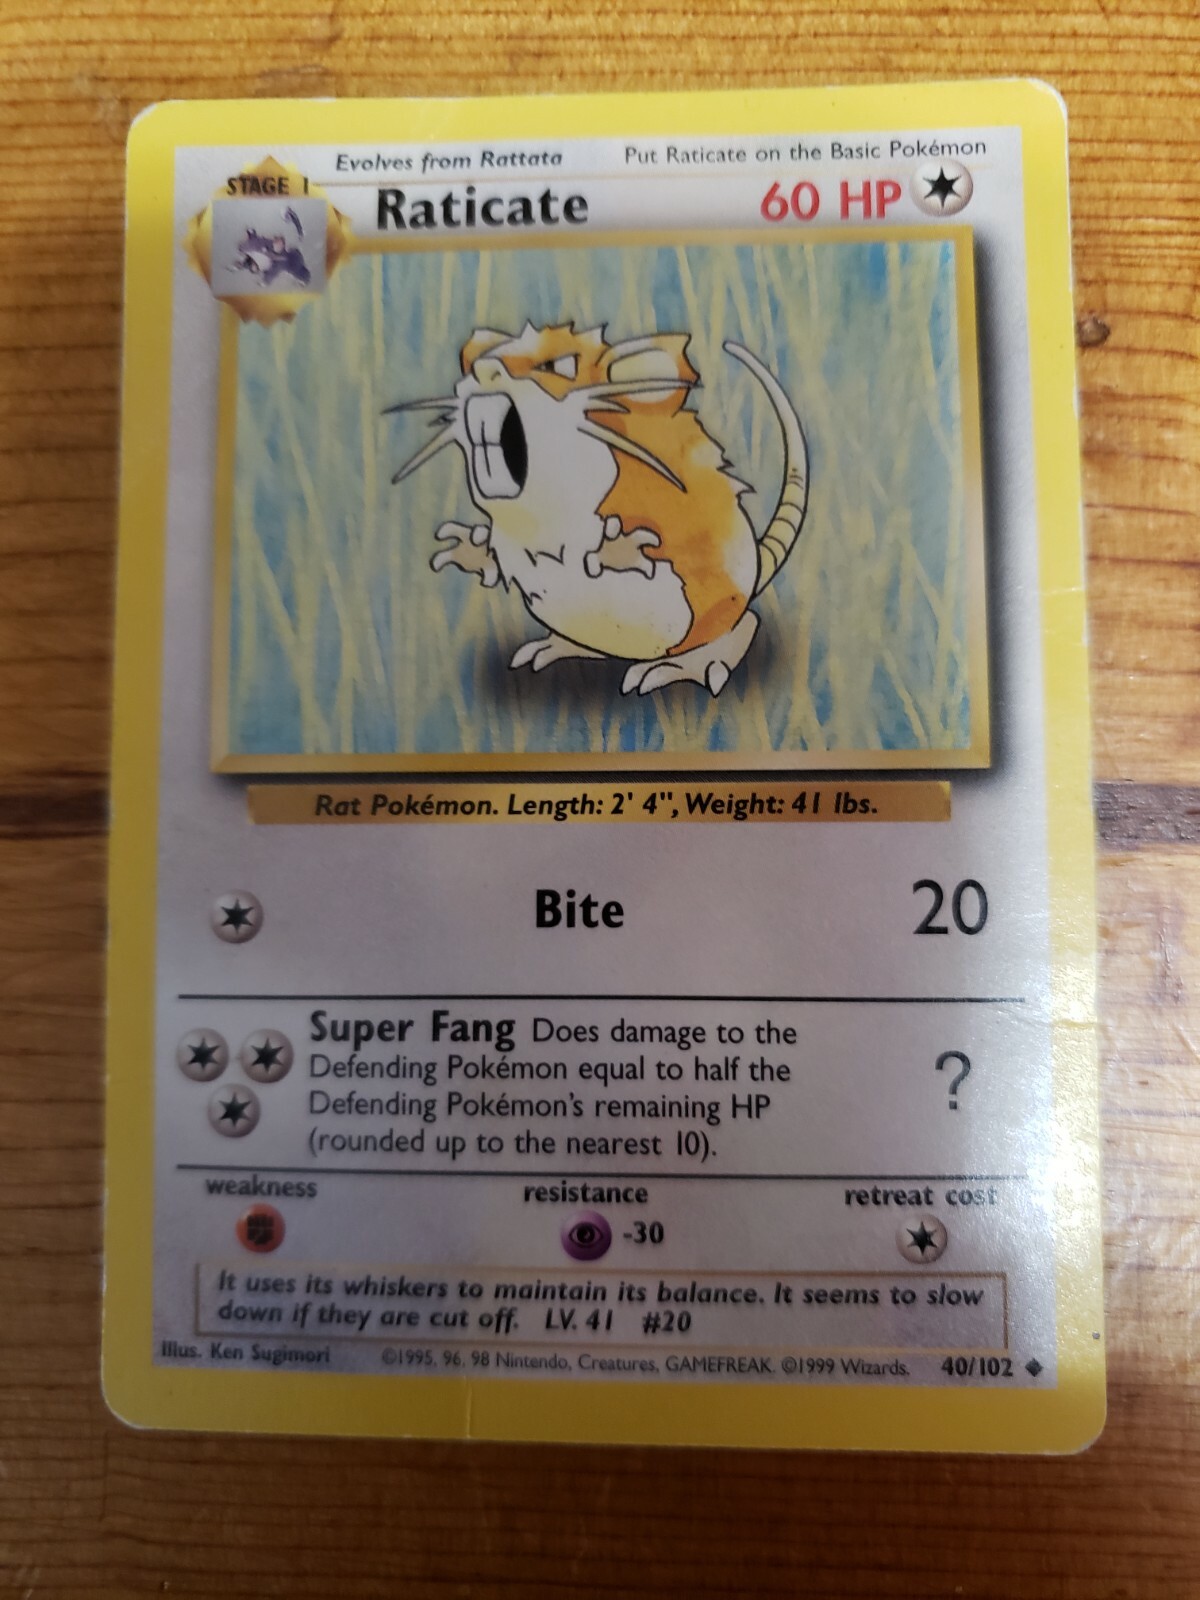 Evolves from Rattata Put Raticate on the Basic Pokémon
STAGE 1
Raticate 60 HP
Rat Pokémon. Length: 2' 4", Weight: 41 lbs.
Bite 20
Super Fang Does damage to the
Defending Pokémon equal to half the
Defending Pokémon's remaining HP
(rounded up to the nearest 10).
?
weakness resistance retreat cost
-30
It uses its whiskers to maintain its balance. It seems to slow
down if they are cut off. LV. 41 #20
Illus. Ken Sugimori ©1995, 96, 98 Nintendo, Creatures, GAMEFREAK. ©1999 Wizards. 40/102